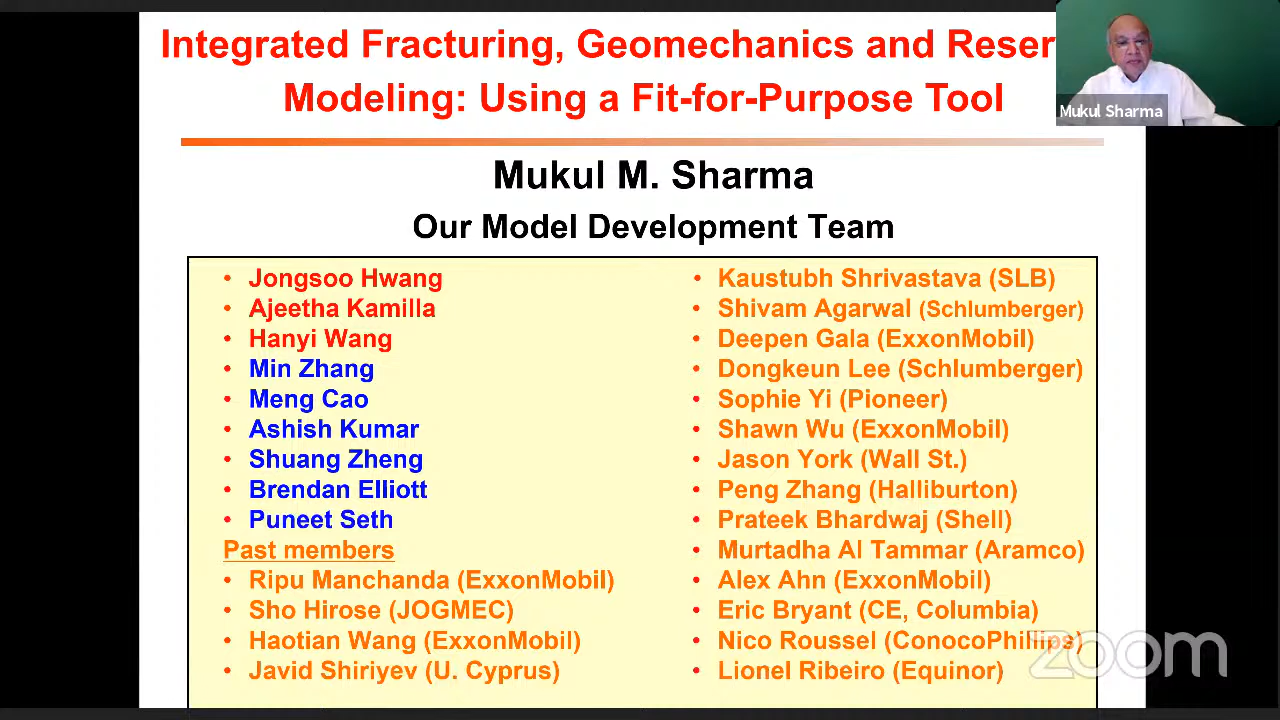 Integrated Fracturing, Geomechanics and Reser
Modeling: Using a Fit-for-Purpose Tool
Mukul Sharma
Mukul M. Sharma
Our Model Development Team
• Jongsoo Hwang
• Ajeetha Kamilla
• Hanyi Wang
• Min Zhang
• Meng Cao
• Ashish Kumar
• Shuang Zheng
• Brendan Elliott
• Puneet Seth
Past members
• Ripu Manchanda (ExxonMobil)
• Sho Hirose (JOGMEC)
• Haotian Wang (ExxonMobil)
• Javid Shiriyev (U. Cyprus)
• Kaustubh Shrivastava (SLB)
• Shivam Agarwal (Schlumberger)
• Deepen Gala (ExxonMobil)
• Dongkeun Lee (Schlumberger)
• Sophie Yi (Pioneer)
• Shawn Wu (ExxonMobil)
• Jason York (Wall St.)
• Peng Zhang (Halliburton)
• Prateek Bhardwaj (Shell)
• Murtadha Al Tammar (Aramco)
• Alex Ahn (ExxonMobil)
• Eric Bryant (CE, Columbia)
• Nico Roussel (ConocoPhillips)
• Lionel Ribeiro (Equinor)
zoom